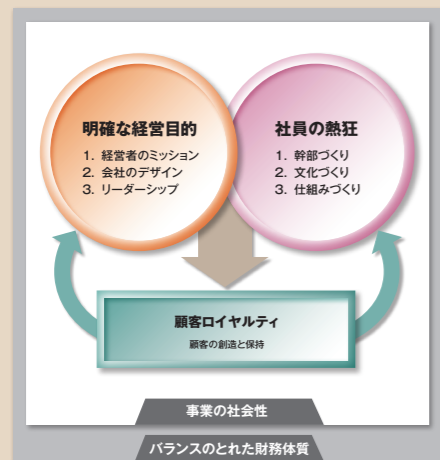 明確な経営目的
1. 経営者のミッション
2. 会社のデザイン
3. リーダーシップ
社員の熱狂
1. 幹部づくり
2. 文化づくり
3. 仕組みづくり
顧客ロイヤルティ
顧客の創造と保持
事業の社会性
バランスのとれた財務体質